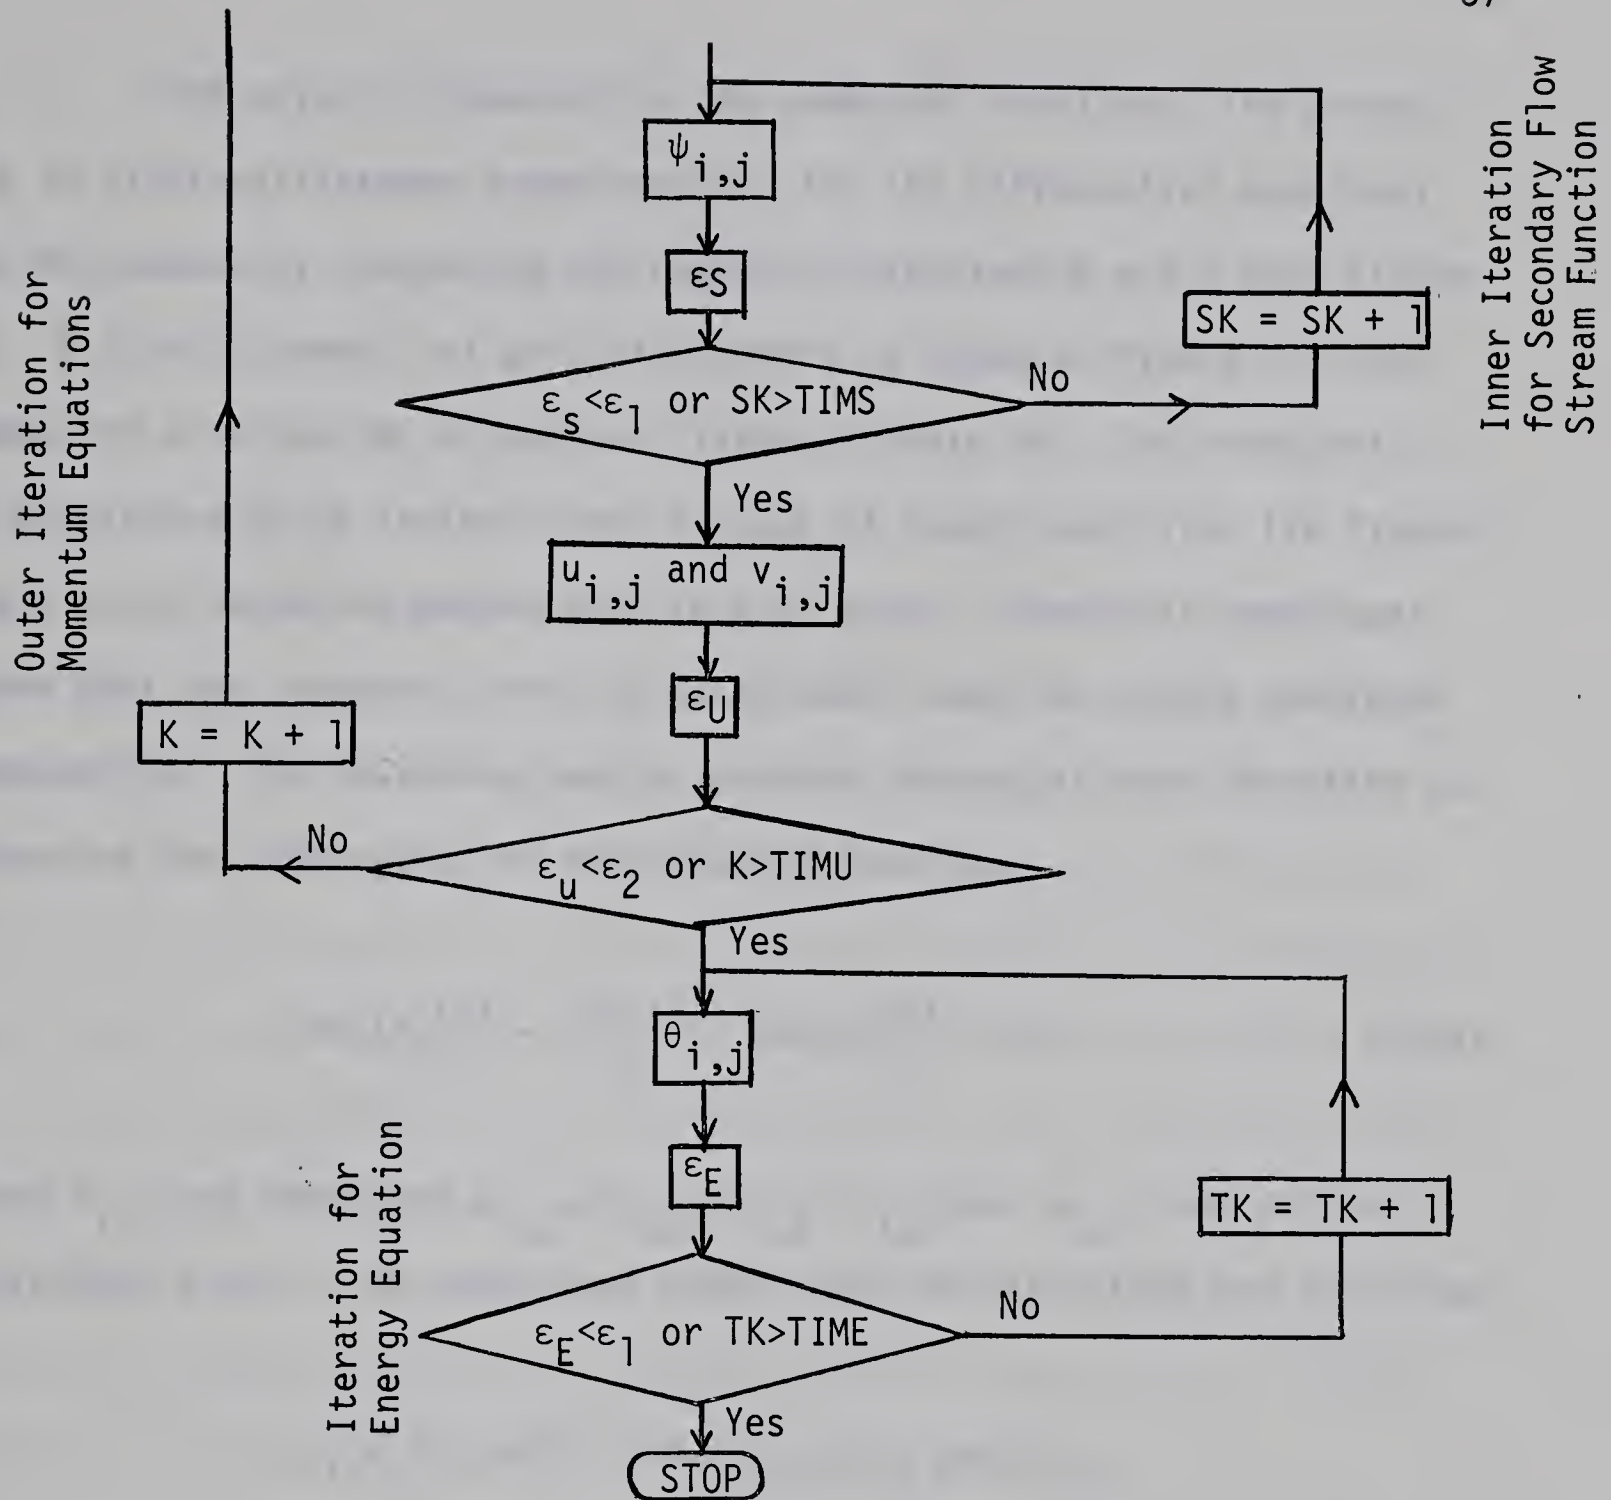 ψi,j
εS
SK = SK + 1
εs<ε1 or SK>TIMS
No
Yes
Inner Iteration
for Secondary Flow
Stream Function
ui,j and vi,j
εU
Outer Iteration for
Momentum Equations
K = K + 1
No
εu<ε2 or K>TIMU
Yes
θi,j
εE
TK = TK + 1
Iteration for
Energy Equation
εE<ε1 or TK>TIME
No
Yes
STOP